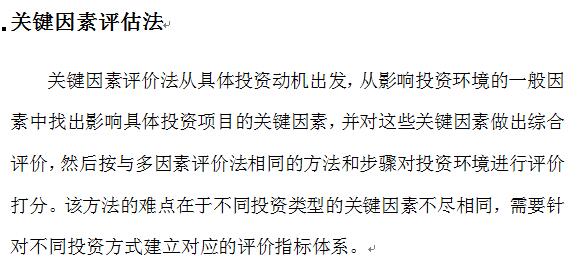 关键因素评估法
关键因素评价法从具体投资动机出发，从影响投资环境的一般因
素中找出影响具体投资项目的关键因素，并对这些关键因素做出综合
评价，然后按与多因素评价法相同的方法和步骤对投资环境进行评价
打分。该方法的难点在于不同投资类型的关键因素不尽相同，需要针
对不同投资方式建立对应的评价指标体系。